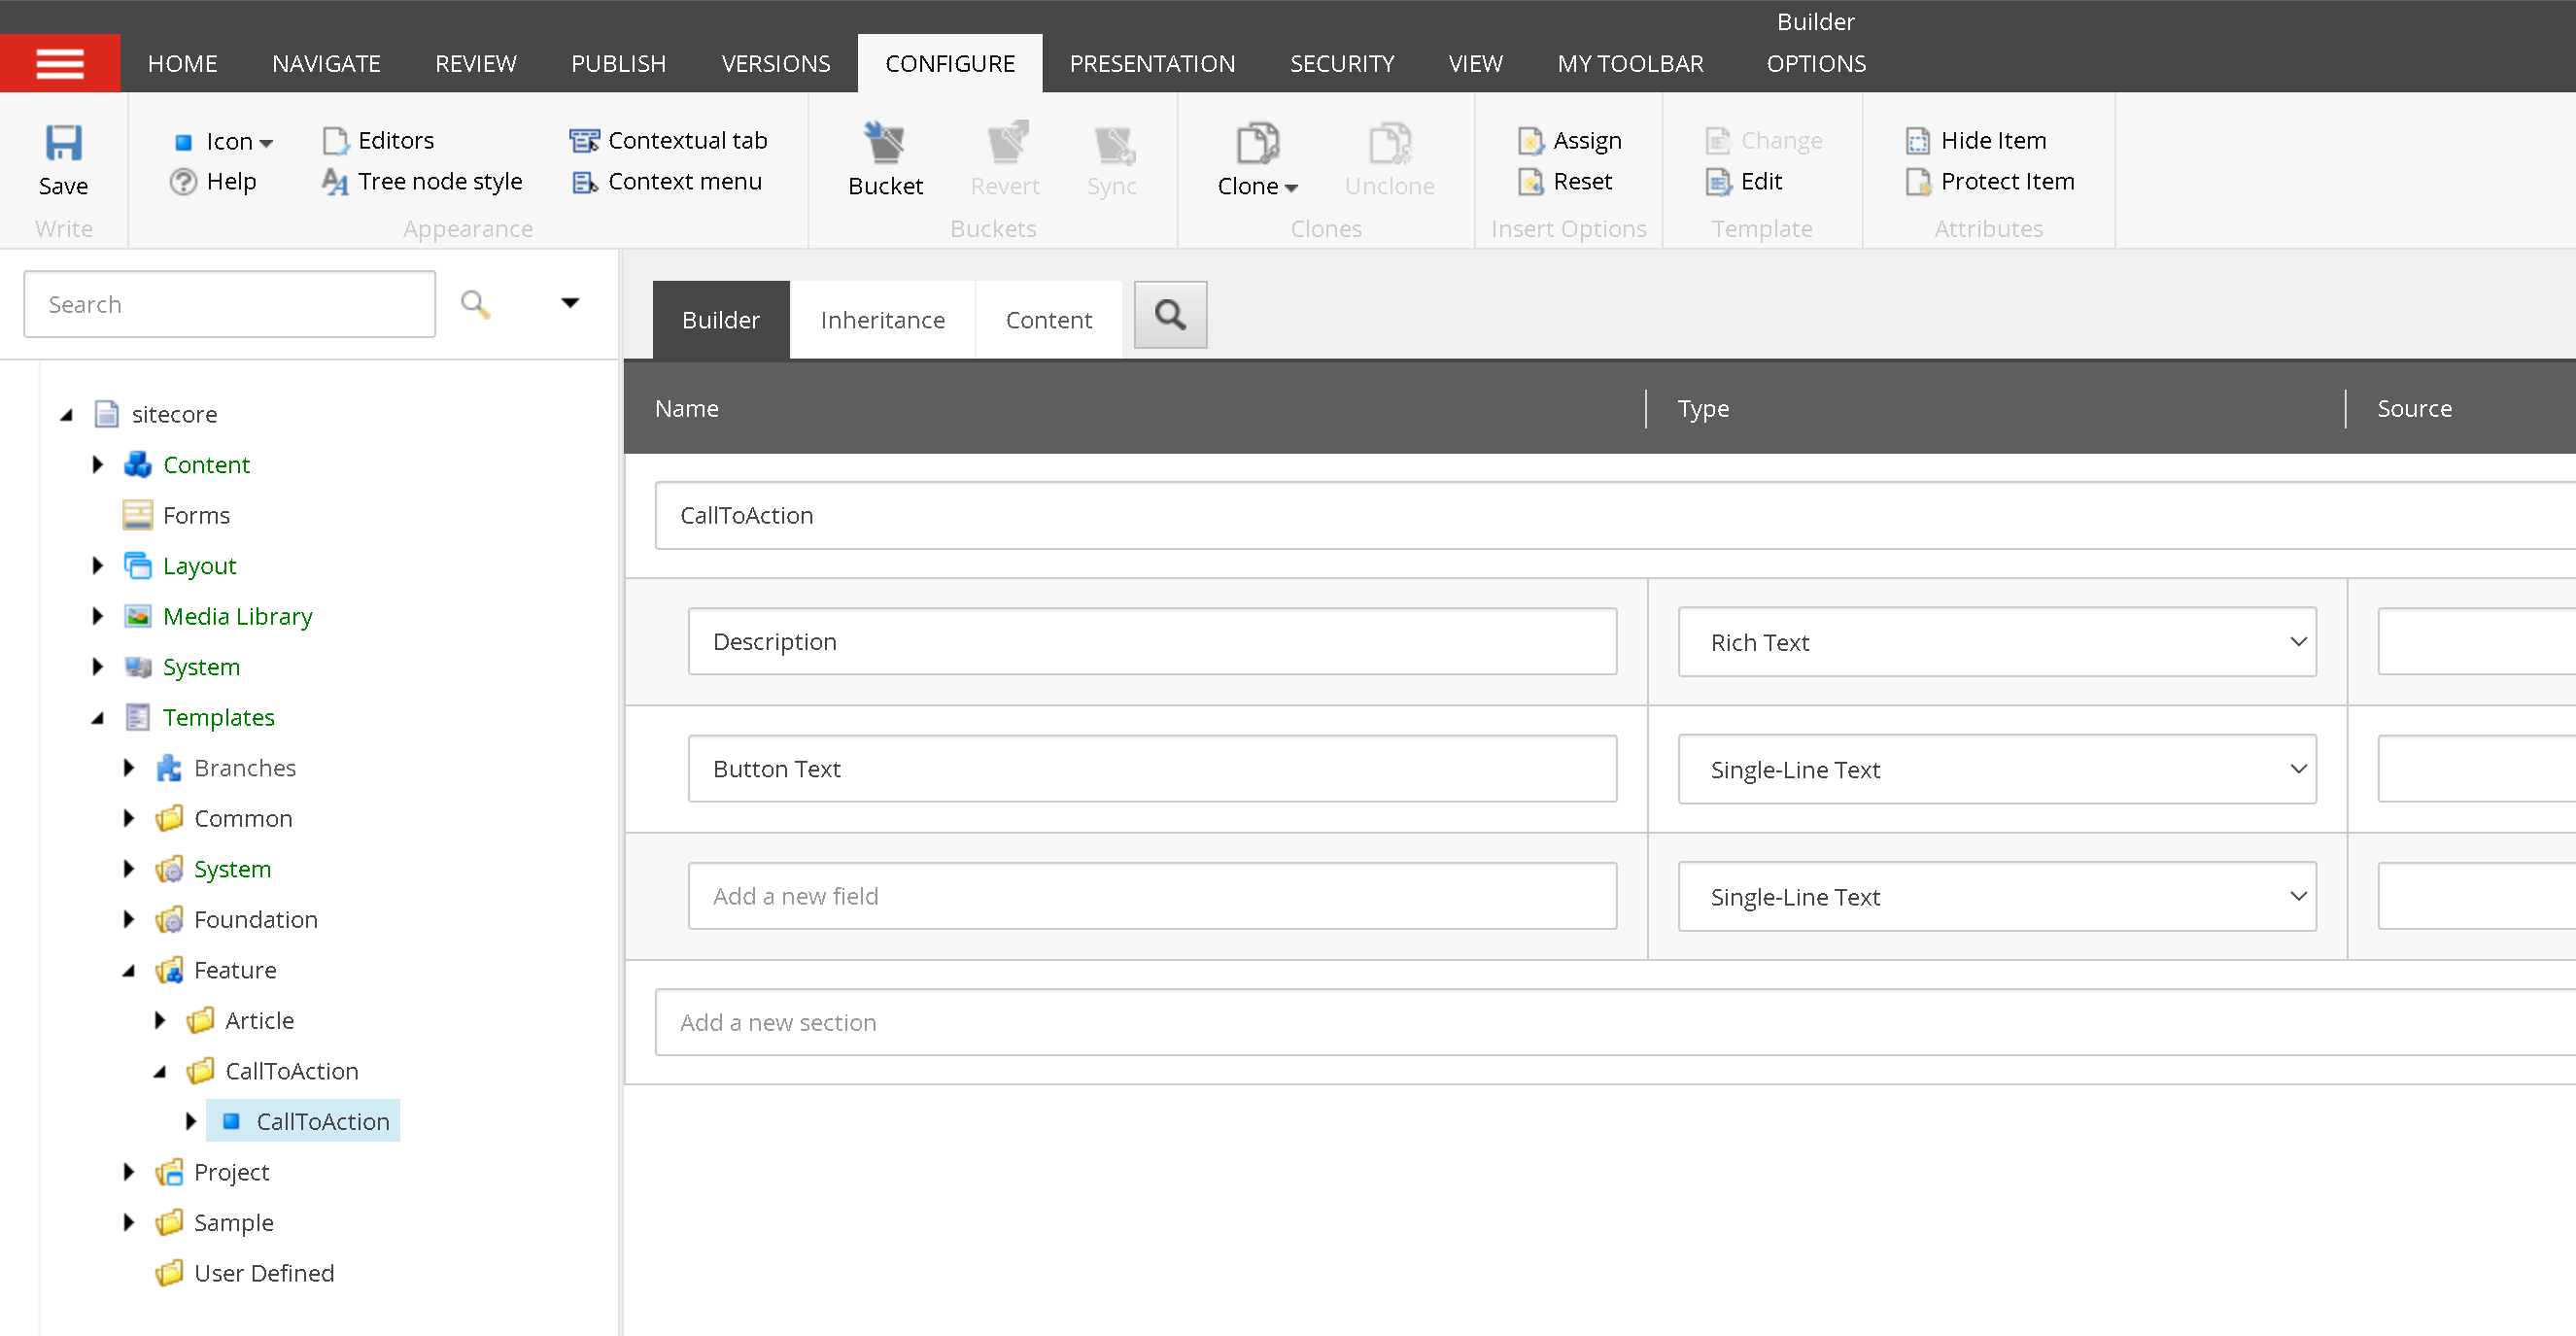 Builder
HOME NAVIGATE REVIEW PUBLISH VERSIONS CONFIGURE PRESENTATION SECURITY VIEW MY TOOLBAR OPTIONS
Icon Editors Contextual tab Assign Change Hide Item
Save Help Tree node style Context menu Bucket Revert Sync Clone Unclone Reset Edit Protect Item
Write Appearance Buckets Clones Insert Options Template Attributes
Search
Builder Inheritance Content
sitecore
Content
Forms
Layout
Media Library
System
Templates
Branches
Common
System
Foundation
Feature
Article
CallToAction
CallToAction
Project
Sample
User Defined
Name Type Source
CallToAction
Description Rich Text
Button Text Single-Line Text
Add a new field Single-Line Text
Add a new section